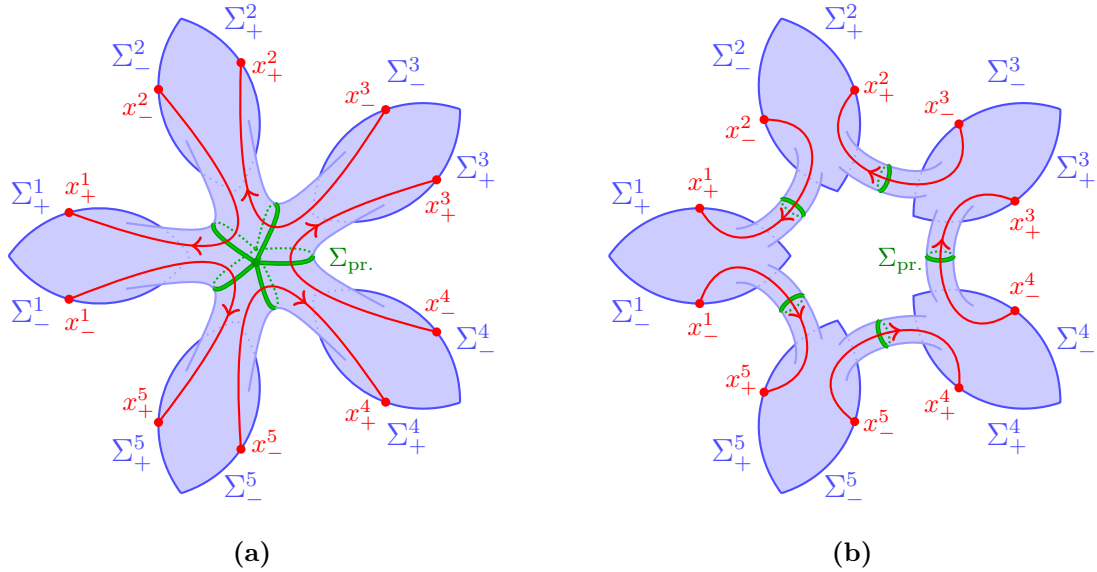 Σ²₊
Σ²₋
x²₊
x²₋
x³₋
Σ³₋
Σ³₊
x³₊
Σ¹₊
x¹₊
Σ_pr.
Σ¹₋
x¹₋
x⁴₋
Σ⁴₋
x⁵₊
x⁴₊
Σ⁴₊
Σ⁵₊
x⁵₋
Σ⁵₋
(a)
Σ²₊
Σ²₋
x²₊
x²₋
x³₋
Σ³₋
Σ³₊
x³₊
Σ¹₊
x¹₊
Σ_pr.
Σ¹₋
x¹₋
x⁴₋
Σ⁴₋
x⁵₊
x⁴₊
Σ⁴₊
Σ⁵₊
x⁵₋
Σ⁵₋
(b)